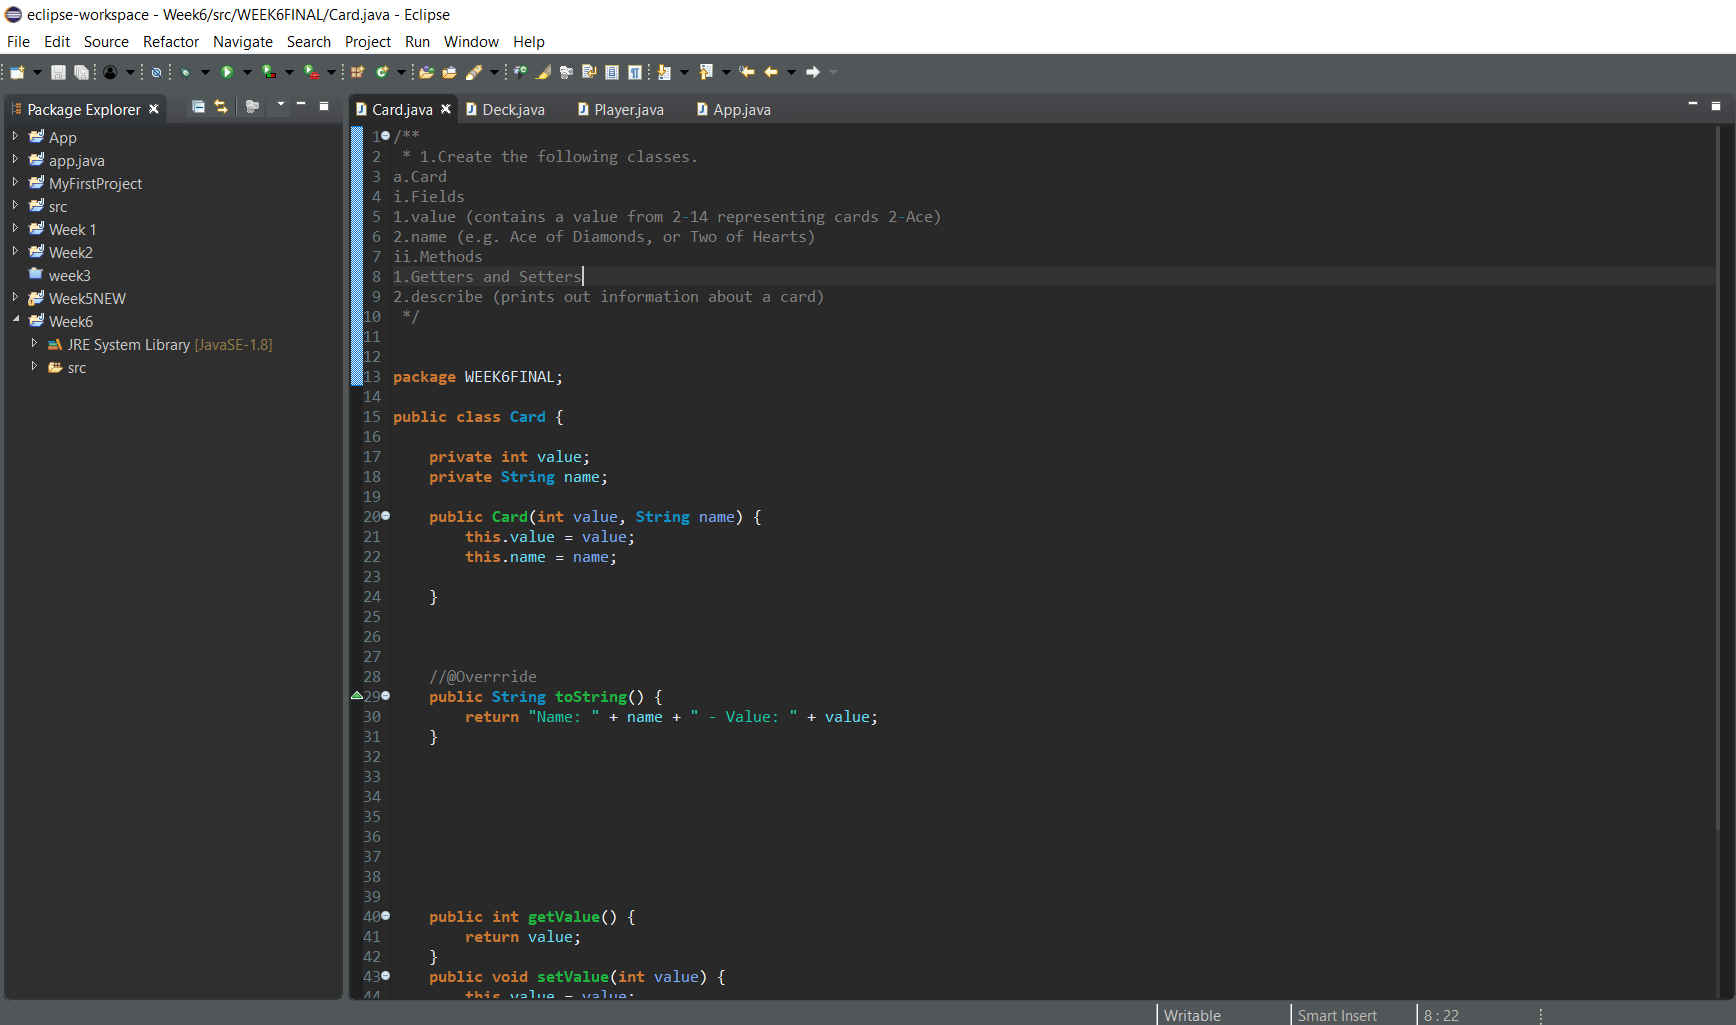 eclipse-workspace - Week6/src/WEEK6FINAL/Card.java - Eclipse
File Edit Source Refactor Navigate Search Project Run Window Help
Package Explorer
Card.java Deck.java Player.java App.java
App
app.java
MyFirstProject
src
Week 1
Week2
week3
Week5NEW
Week6
JRE System Library [JavaSE-1.8]
src
1 /**
2  * 1.Create the following classes.
3 a.Card
4 i.Fields
5 1.value (contains a value from 2-14 representing cards 2-Ace)
6 2.name (e.g. Ace of Diamonds, or Two of Hearts)
7 ii.Methods
8 1.Getters and Setters
9 2.describe (prints out information about a card)
10  */
11
12
13 package WEEK6FINAL;
14
15 public class Card {
16
17     private int value;
18     private String name;
19
20     public Card(int value, String name) {
21         this.value = value;
22         this.name = name;
23
24     }
25
26
27
28     //@Overrride
29     public String toString() {
30         return "Name: " + name + " - Value: " + value;
31     }
32
33
34
35
36
37
38
39
40     public int getValue() {
41         return value;
42     }
43     public void setValue(int value) {
44         this.value = value;
Writable Smart Insert 8 : 22